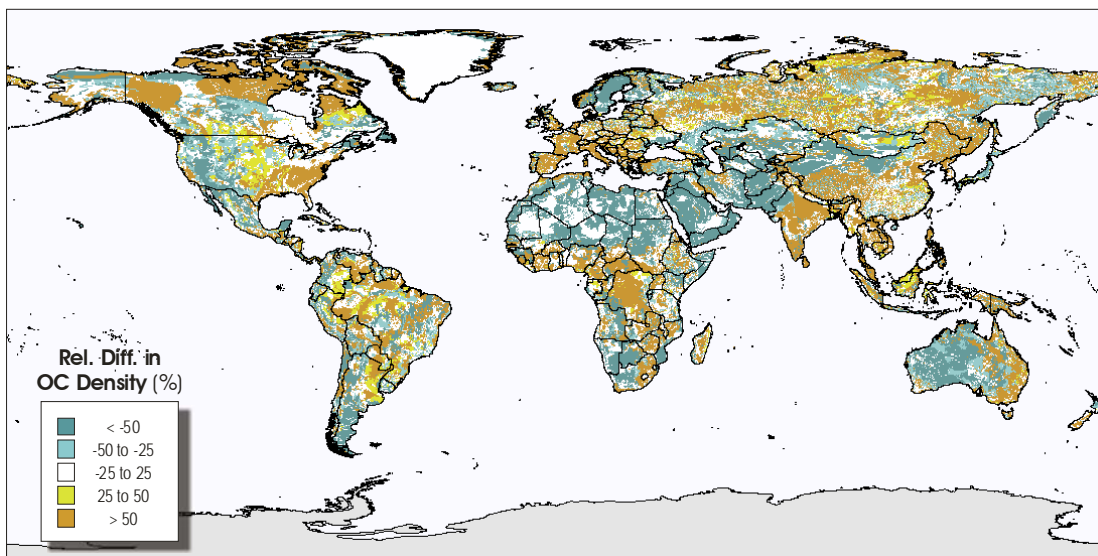 Rel. Diff. in
OC Density (%)
< -50
-50 to -25
-25 to 25
25 to 50
> 50